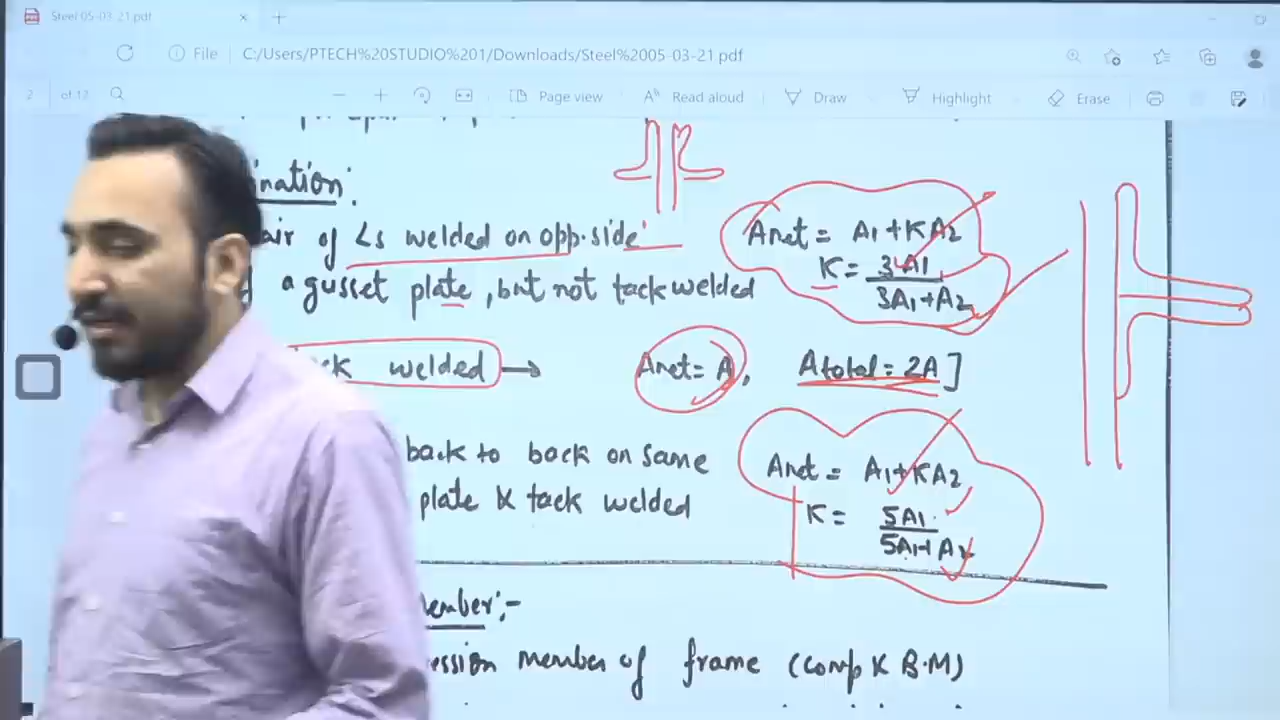 Steel 05-03-21.pdf
File C:/Users/PTECH%20STUDIO%201/Downloads/Steel%2005-03-21.pdf
2 of 12 Page view Read aloud Draw Highlight Erase
ination:
air of ∠s welded on opp. side
a gusset plate, but not tack welded
Anet = A1 + KA2
K = 3A1 / 3A1 + A2
welded → Anet = A, Atotal = 2A ]
back to back on same
plate & tack welded
Anet = A1 + KA2
K = 5A1 / 5A1 + A2
ember:-
ession member of frame (comp & B.M)